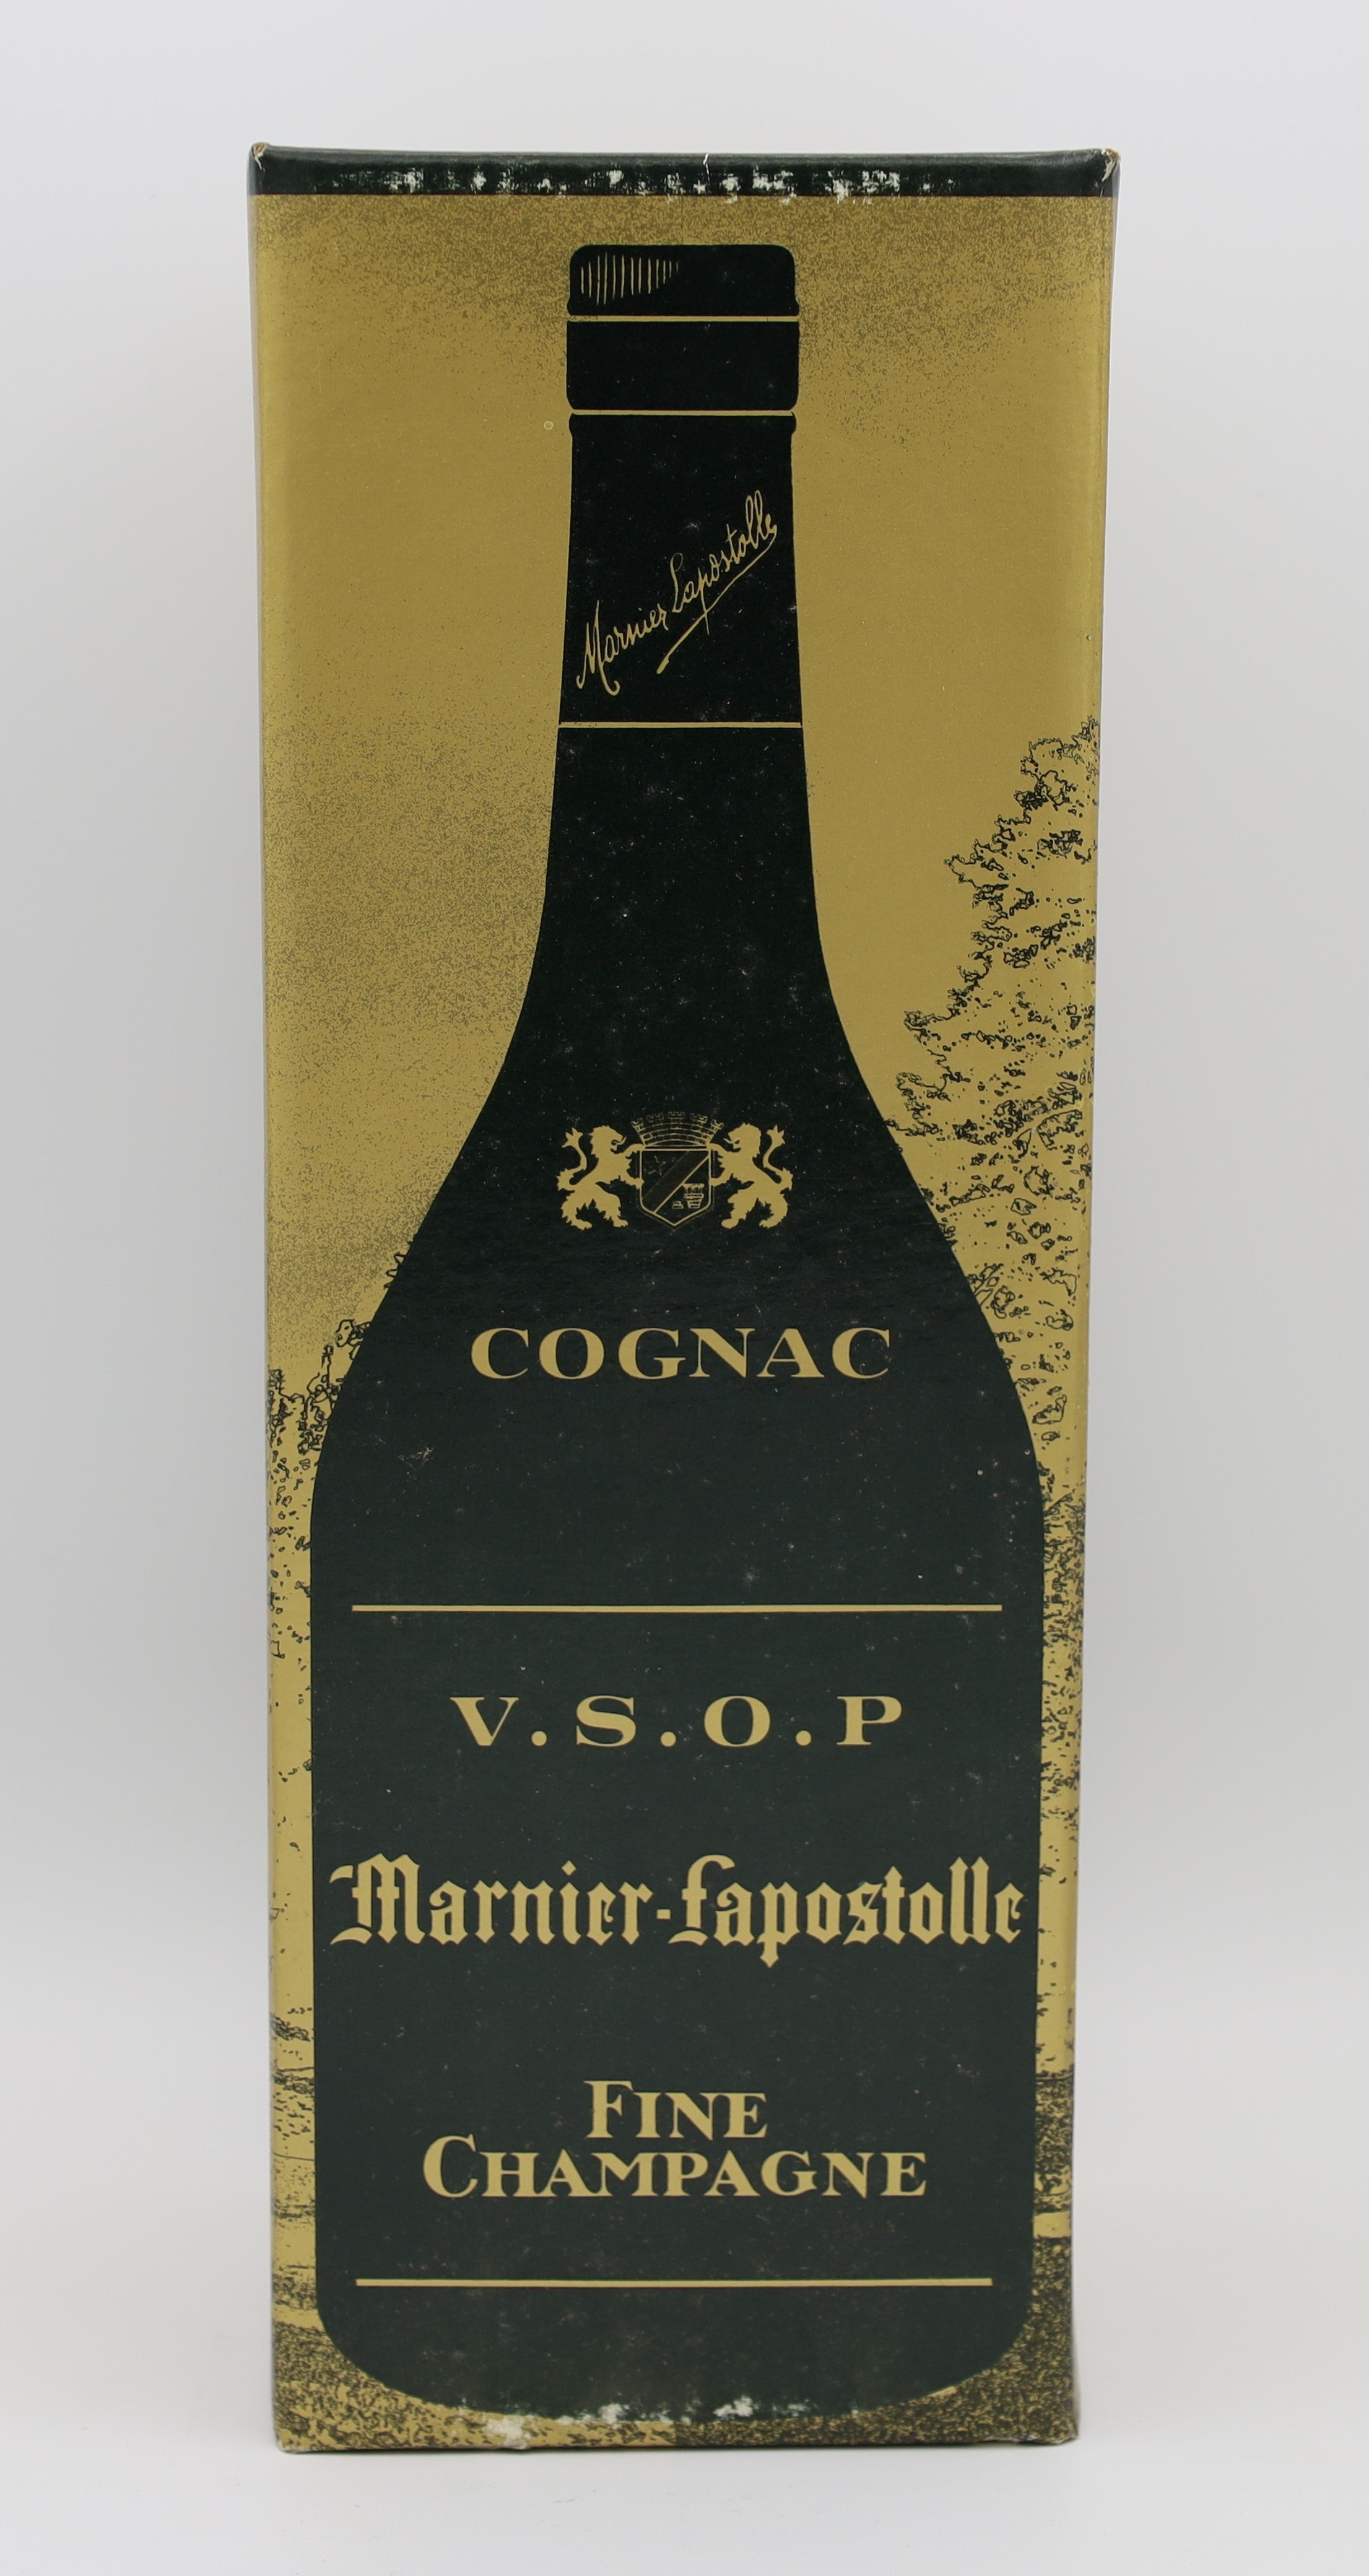 Marnier Lapostolle
COGNAC
V.S.O.P
Marnier-Lapostolle
FINE
CHAMPAGNE